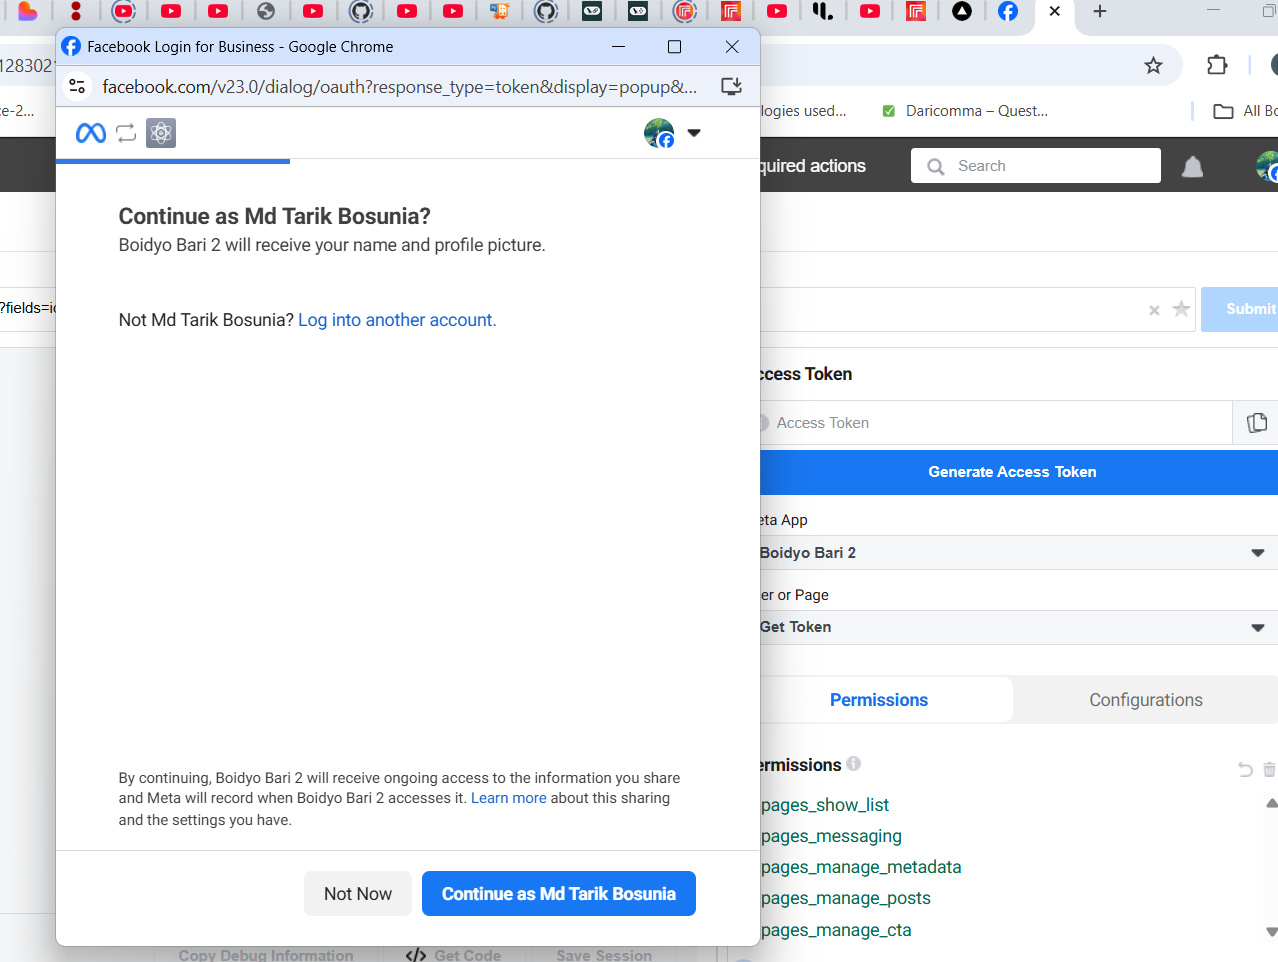 Facebook Login for Business - Google Chrome
128302
facebook.com/v23.0/dialog/oauth?response_type=token&display=popup&...
ce-2...
logies used...
Daricomma – Quest...
All Bo
quired actions
Search
Continue as Md Tarik Bosunia?
Boidyo Bari 2 will receive your name and profile picture.
?fields=ic
Not Md Tarik Bosunia? Log into another account.
Submit
ccess Token
Access Token
Generate Access Token
eta App
Boidyo Bari 2
er or Page
Get Token
Permissions
Configurations
ermissions
pages_show_list
pages_messaging
pages_manage_metadata
pages_manage_posts
pages_manage_cta
By continuing, Boidyo Bari 2 will receive ongoing access to the information you share
and Meta will record when Boidyo Bari 2 accesses it. Learn more about this sharing
and the settings you have.
Not Now
Continue as Md Tarik Bosunia
Copy Debug Information
Get Code
Save Session